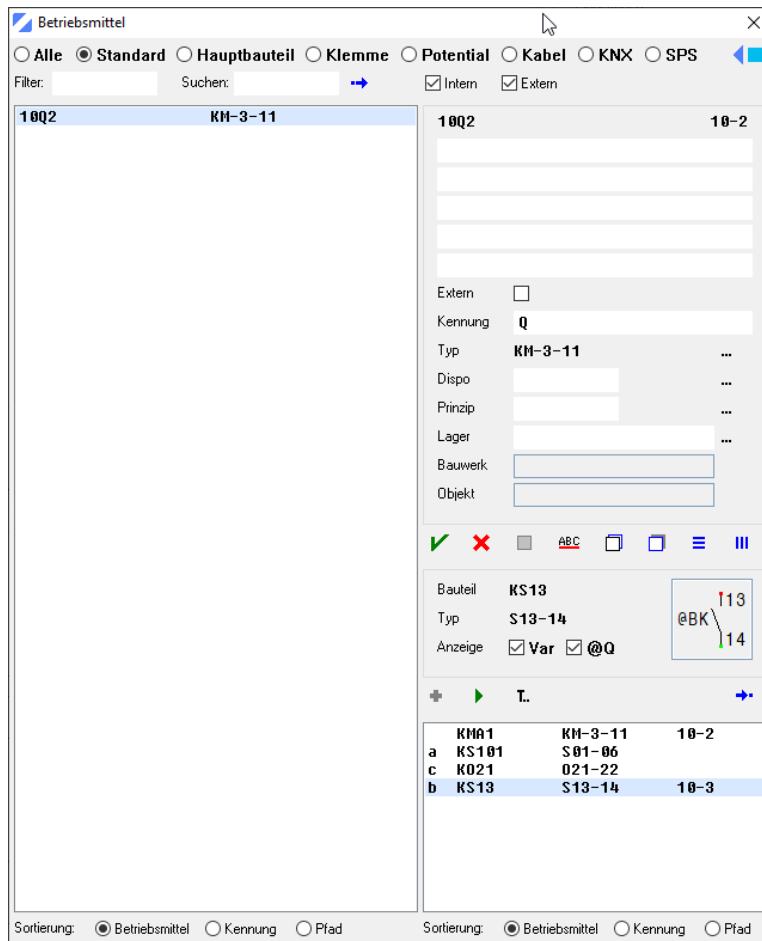 Betriebsmittel
Alle Standard Hauptbauteil Klemme Potential Kabel KNX SPS
Filter: Suchen: Intern Extern
10Q2 KM-3-11
10Q2 10-2
Extern
Kennung Q
Typ KM-3-11 ...
Dispo ...
Prinzip ...
Lager ...
Bauwerk
Objekt
ABC
Bauteil KS13
Typ S13-14
Anzeige Var @Q
13
@BK
14
T..
KMA1 KM-3-11 10-2
a KS101 S01-06
c KO21 O21-22
b KS13 S13-14 10-3
Sortierung: Betriebsmittel Kennung Pfad
Sortierung: Betriebsmittel Kennung Pfad